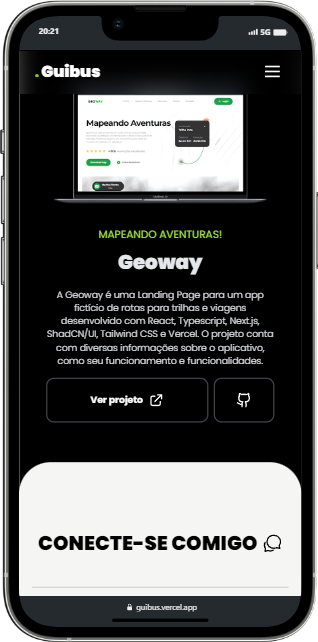 20:21
5G
.Guibus
GEOWAY
Mapeando Aventuras
MAPEANDO AVENTURAS!
Geoway
A Geoway é uma Landing Page para um app
fictício de rotas para trilhas e viagens
desenvolvido com React, Typescript, Next.js,
ShadCN/UI, Tailwind CSS e Vercel. O projeto conta
com diversas informações sobre o aplicativo,
como seu funcionamento e funcionalidades.
Ver projeto
CONECTE-SE COMIGO
guibus.vercel.app